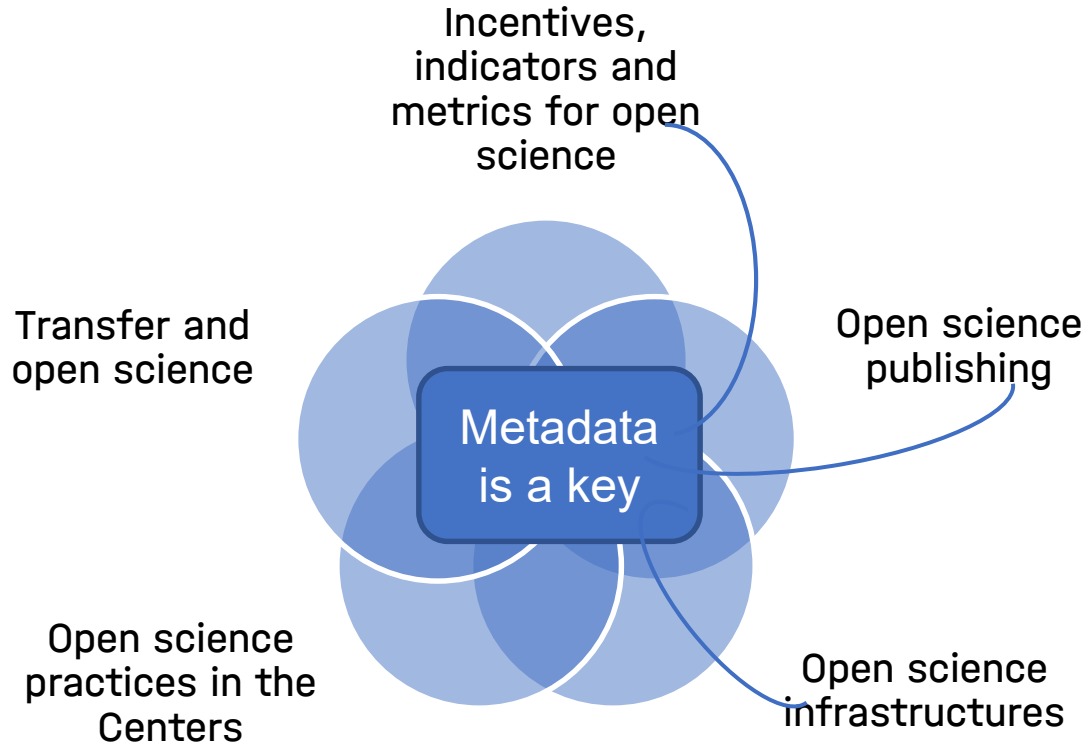 Incentives,
indicators and
metrics for open
science
Transfer and
open science
Open science
publishing
Metadata
is a key
Open science
practices in the
Centers
Open science
infrastructures